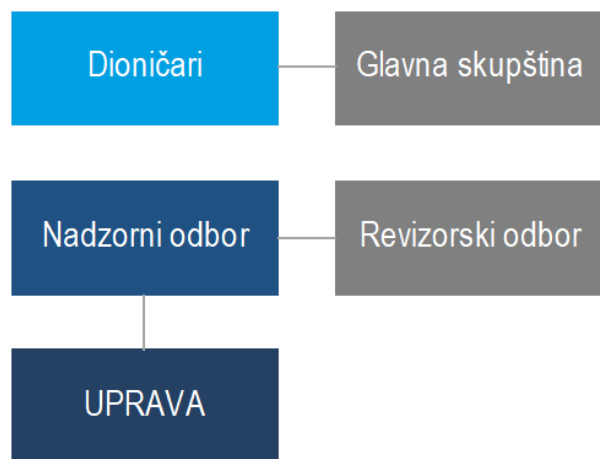 Dioničari
Glavna skupština
Nadzorni odbor
Revizorski odbor
UPRAVA